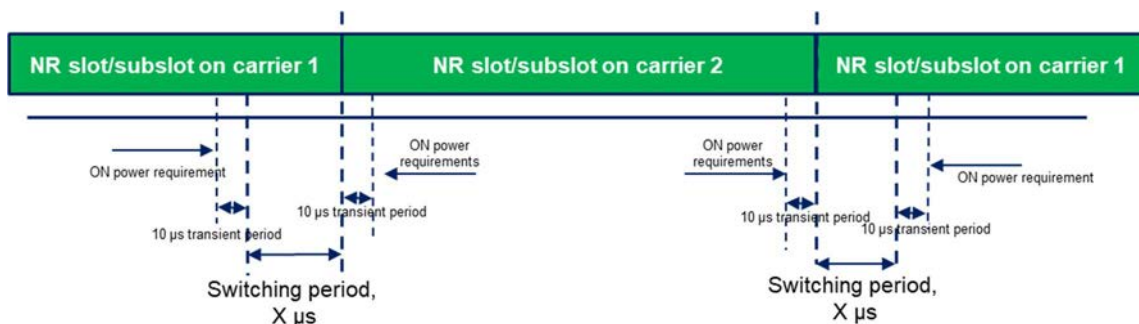 NR slot/subslot on carrier 1
NR slot/subslot on carrier 2
NR slot/subslot on carrier 1
ON power requirement
ON power
requirements
ON power
requirements
ON power requirement
10 µs transient period
10 µs transient period
10 µs transient period
10 µs transient period
Switching period,
X µs
Switching period,
X µs